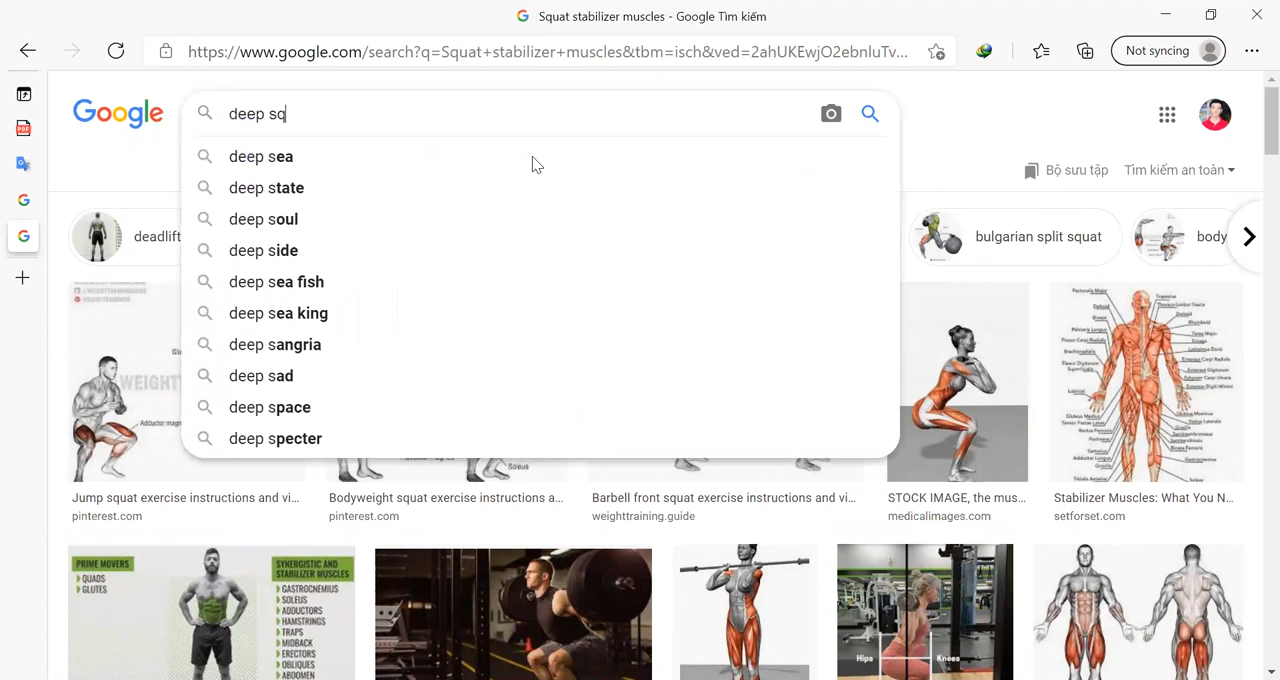 Squat stabilizer muscles - Google Tìm kiếm
https://www.google.com/search?q=Squat+stabilizer+muscles&tbm=isch&ved=2ahUKEwjO2ebnluTv...
Not syncing
Google
deep sq
deep sea
deep state
deep soul
deep side
deep sea fish
deep sea king
deep sangria
deep sad
deep space
deep specter
Bộ sưu tập
Tìm kiếm an toàn
deadlift
bulgarian split squat
body
Adductor magn
Soleus
Jump squat exercise instructions and vi...
pinterest.com
Bodyweight squat exercise instructions a...
pinterest.com
Barbell front squat exercise instructions and vi...
weighttraining.guide
STOCK IMAGE, the mus...
medicalimages.com
Stabilizer Muscles: What You N...
setforset.com
PRIME MOVERS
QUADS
GLUTES
SYNERGISTIC AND
STABILIZER MUSCLES
GASTROCNEMIUS
SOLEUS
ADDUCTORS
HAMSTRINGS
TRAPS
MIDBACK
ERECTORS
OBLIQUES
ABDOMEN
Hips
Knees